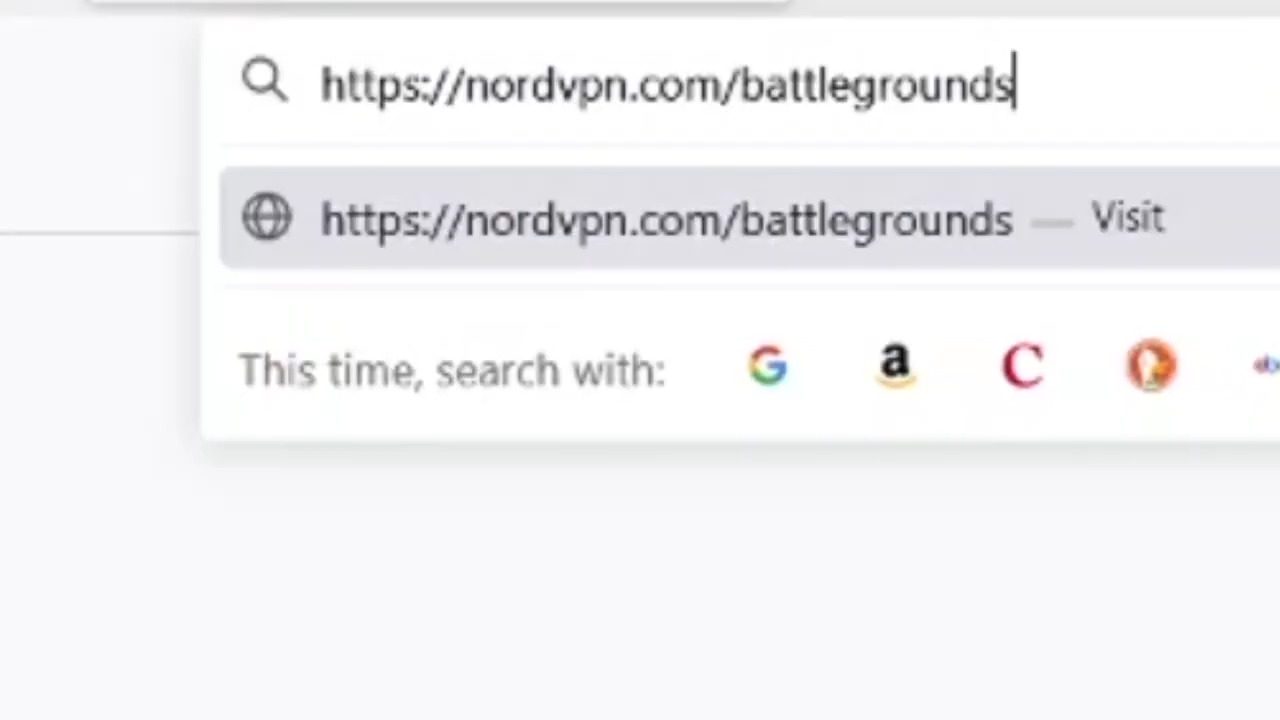 https://nordvpn.com/battlegrounds
https://nordvpn.com/battlegrounds — Visit
This time, search with: